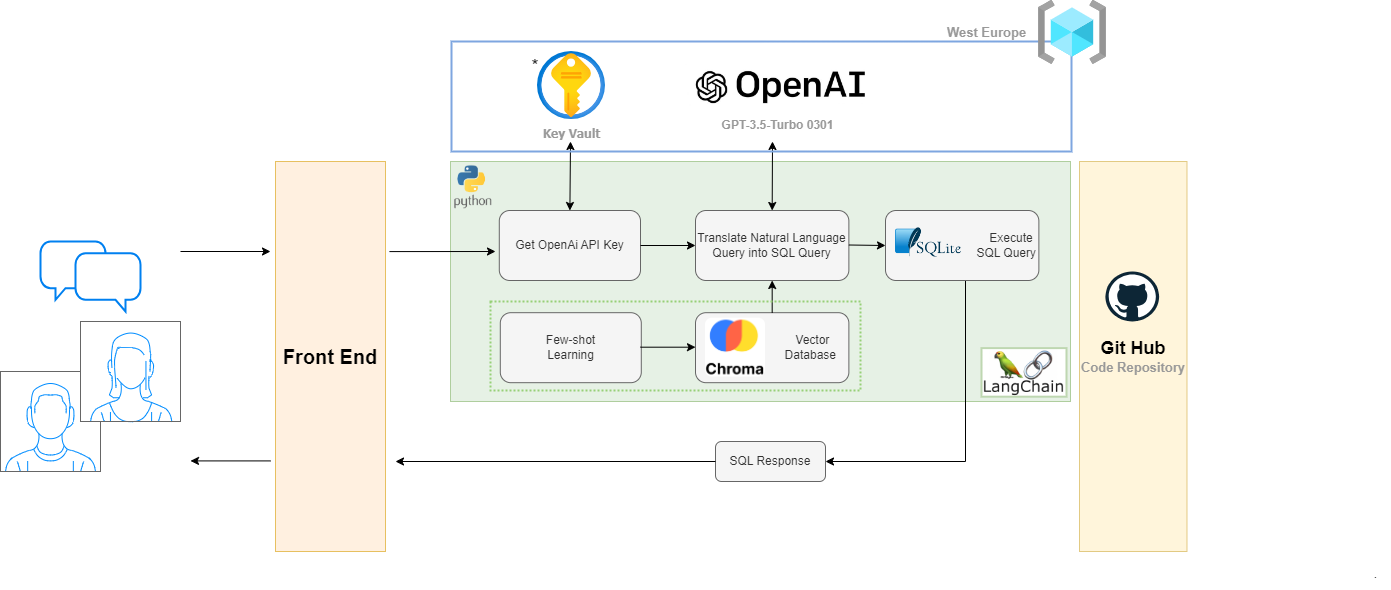 West Europe
*
OpenAI
Key Vault
GPT-3.5-Turbo 0301
python
Get OpenAi API Key
Translate Natural Language
Query into SQL Query
SQLite
Execute
SQL Query
Front End
Few-shot
Learning
Chroma
Vector
Database
LangChain
Git Hub
Code Repository
SQL Response